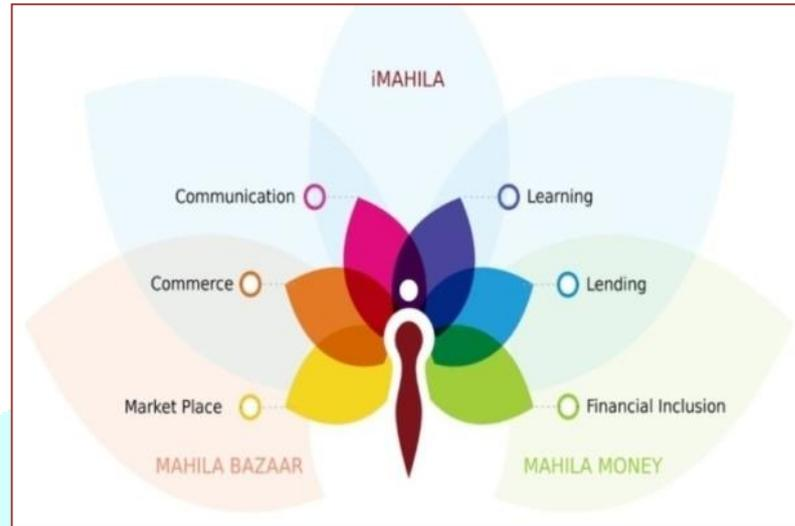 iMAHILA
Communication
Learning
Commerce
Lending
Market Place
Financial Inclusion
MAHILA BAZAAR
MAHILA MONEY